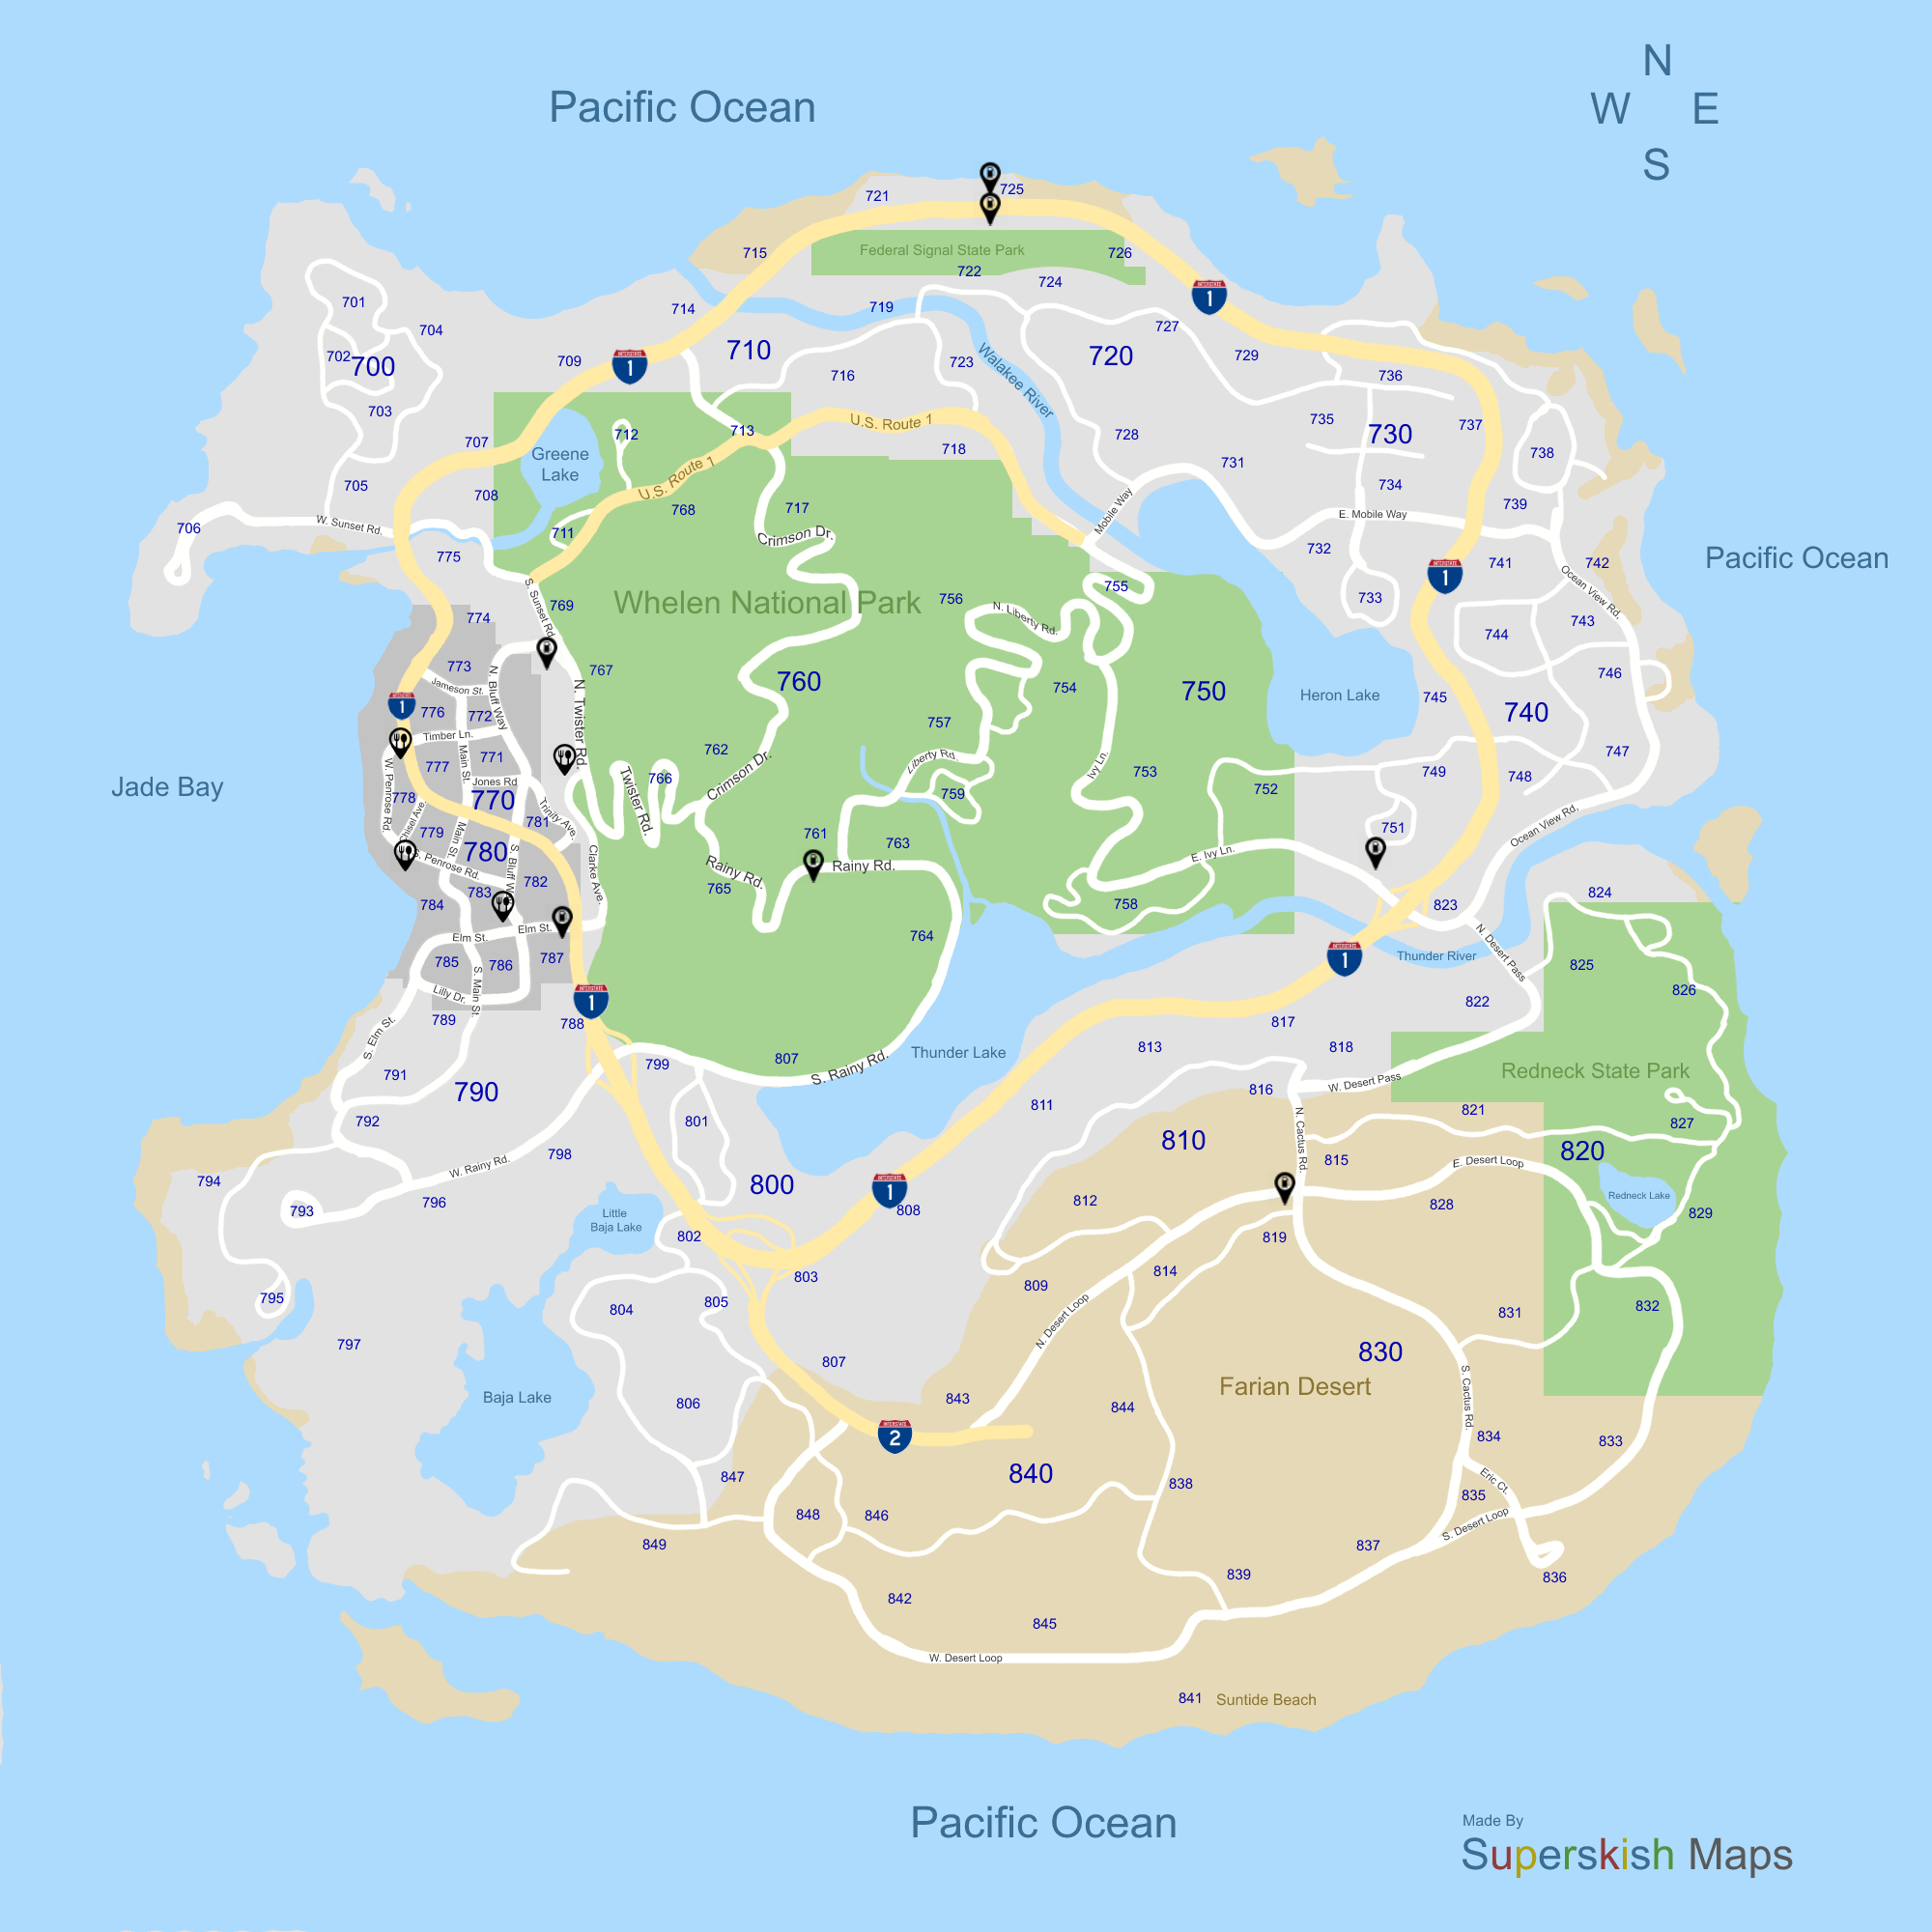 N
Pacific Ocean
W E
S
725
721
715
Federal Signal State Park
726
722
724
701
714
719
1
704
727
702
700
709
1
710
716
723
Walakee River
720
729
736
703
735
730
737
707
712
713
U.S. Route 1
718
728
738
Greene
Lake
731
705
708
U.S. Route 1
768
717
734
739
706
W. Sunset Rd.
711
Crimson Dr.
Mobile Way
E. Mobile Way
775
732
741
742
Pacific Ocean
1
S. Sunset Rd.
769
Whelen National Park
756
755
733
Ocean View Rd.
774
N. Liberty Rd.
744
743
773
767
760
754
750
Heron Lake
745
746
Jameson St.
N. Bluff Way
N. Twister Rd.
1
776
772
757
740
Timber Ln.
762
747
Main St.
771
Liberty Rd.
Ivy Ln.
753
749
748
W. Penrose Rd.
777
Jones Rd
Twister Rd.
766
Crimson Dr.
752
Jade Bay
778
770
759
Chisel Ave.
Trinity Ave.
781
779
Main St.
761
763
751
Ocean View Rd.
780
S. Bluff Way
Clarke Ave.
E. Ivy Ln.
S. Penrose Rd.
Rainy Rd.
Rainy Rd.
783
782
765
824
784
758
823
Elm St.
Elm St.
764
N. Desert Pass
785
786
787
1
Thunder River
825
S. Main St.
Lilly Dr.
1
826
822
789
788
817
S. Elm St.
Thunder Lake
813
818
799
807
S. Rainy Rd.
Redneck State Park
791
790
816
W. Desert Pass
811
821
792
801
N. Cactus Rd.
827
810
820
798
815
E. Desert Loop
W. Rainy Rd.
794
800
1
796
812
828
Redneck Lake
793
808
829
Little
Baja Lake
802
819
803
814
809
795
804
805
N. Desert Loop
831
832
797
807
830
S. Cactus Rd.
Farian Desert
Baja Lake
806
843
844
2
834
833
847
840
838
Eric Ct.
835
848
846
S. Desert Loop
849
837
839
836
842
845
W. Desert Loop
841
Suntide Beach
Pacific Ocean
Made By
Superskish Maps